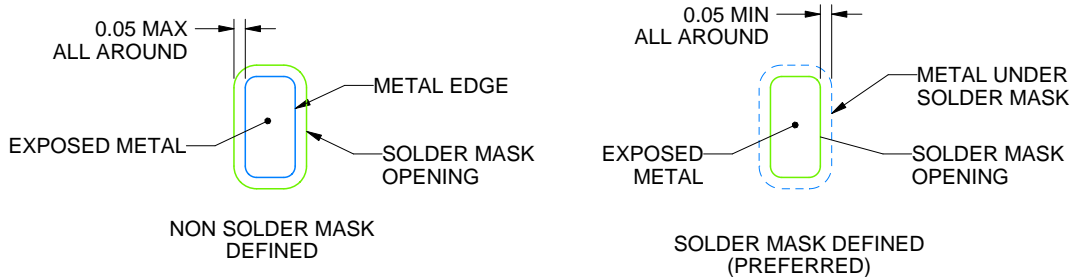 0.05 MAX
ALL AROUND
METAL EDGE
EXPOSED METAL
SOLDER MASK
OPENING
NON SOLDER MASK
DEFINED
0.05 MIN
ALL AROUND
METAL UNDER
SOLDER MASK
EXPOSED
METAL
SOLDER MASK
OPENING
SOLDER MASK DEFINED
(PREFERRED)